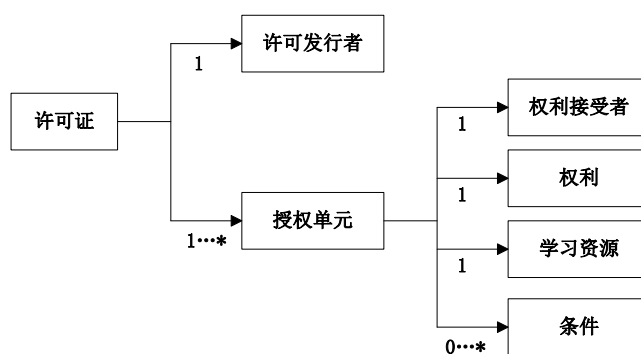 许可发行者
1
许可证
权利接受者
1
权利
1
授权单元
1···*
学习资源
1
条件
0···*